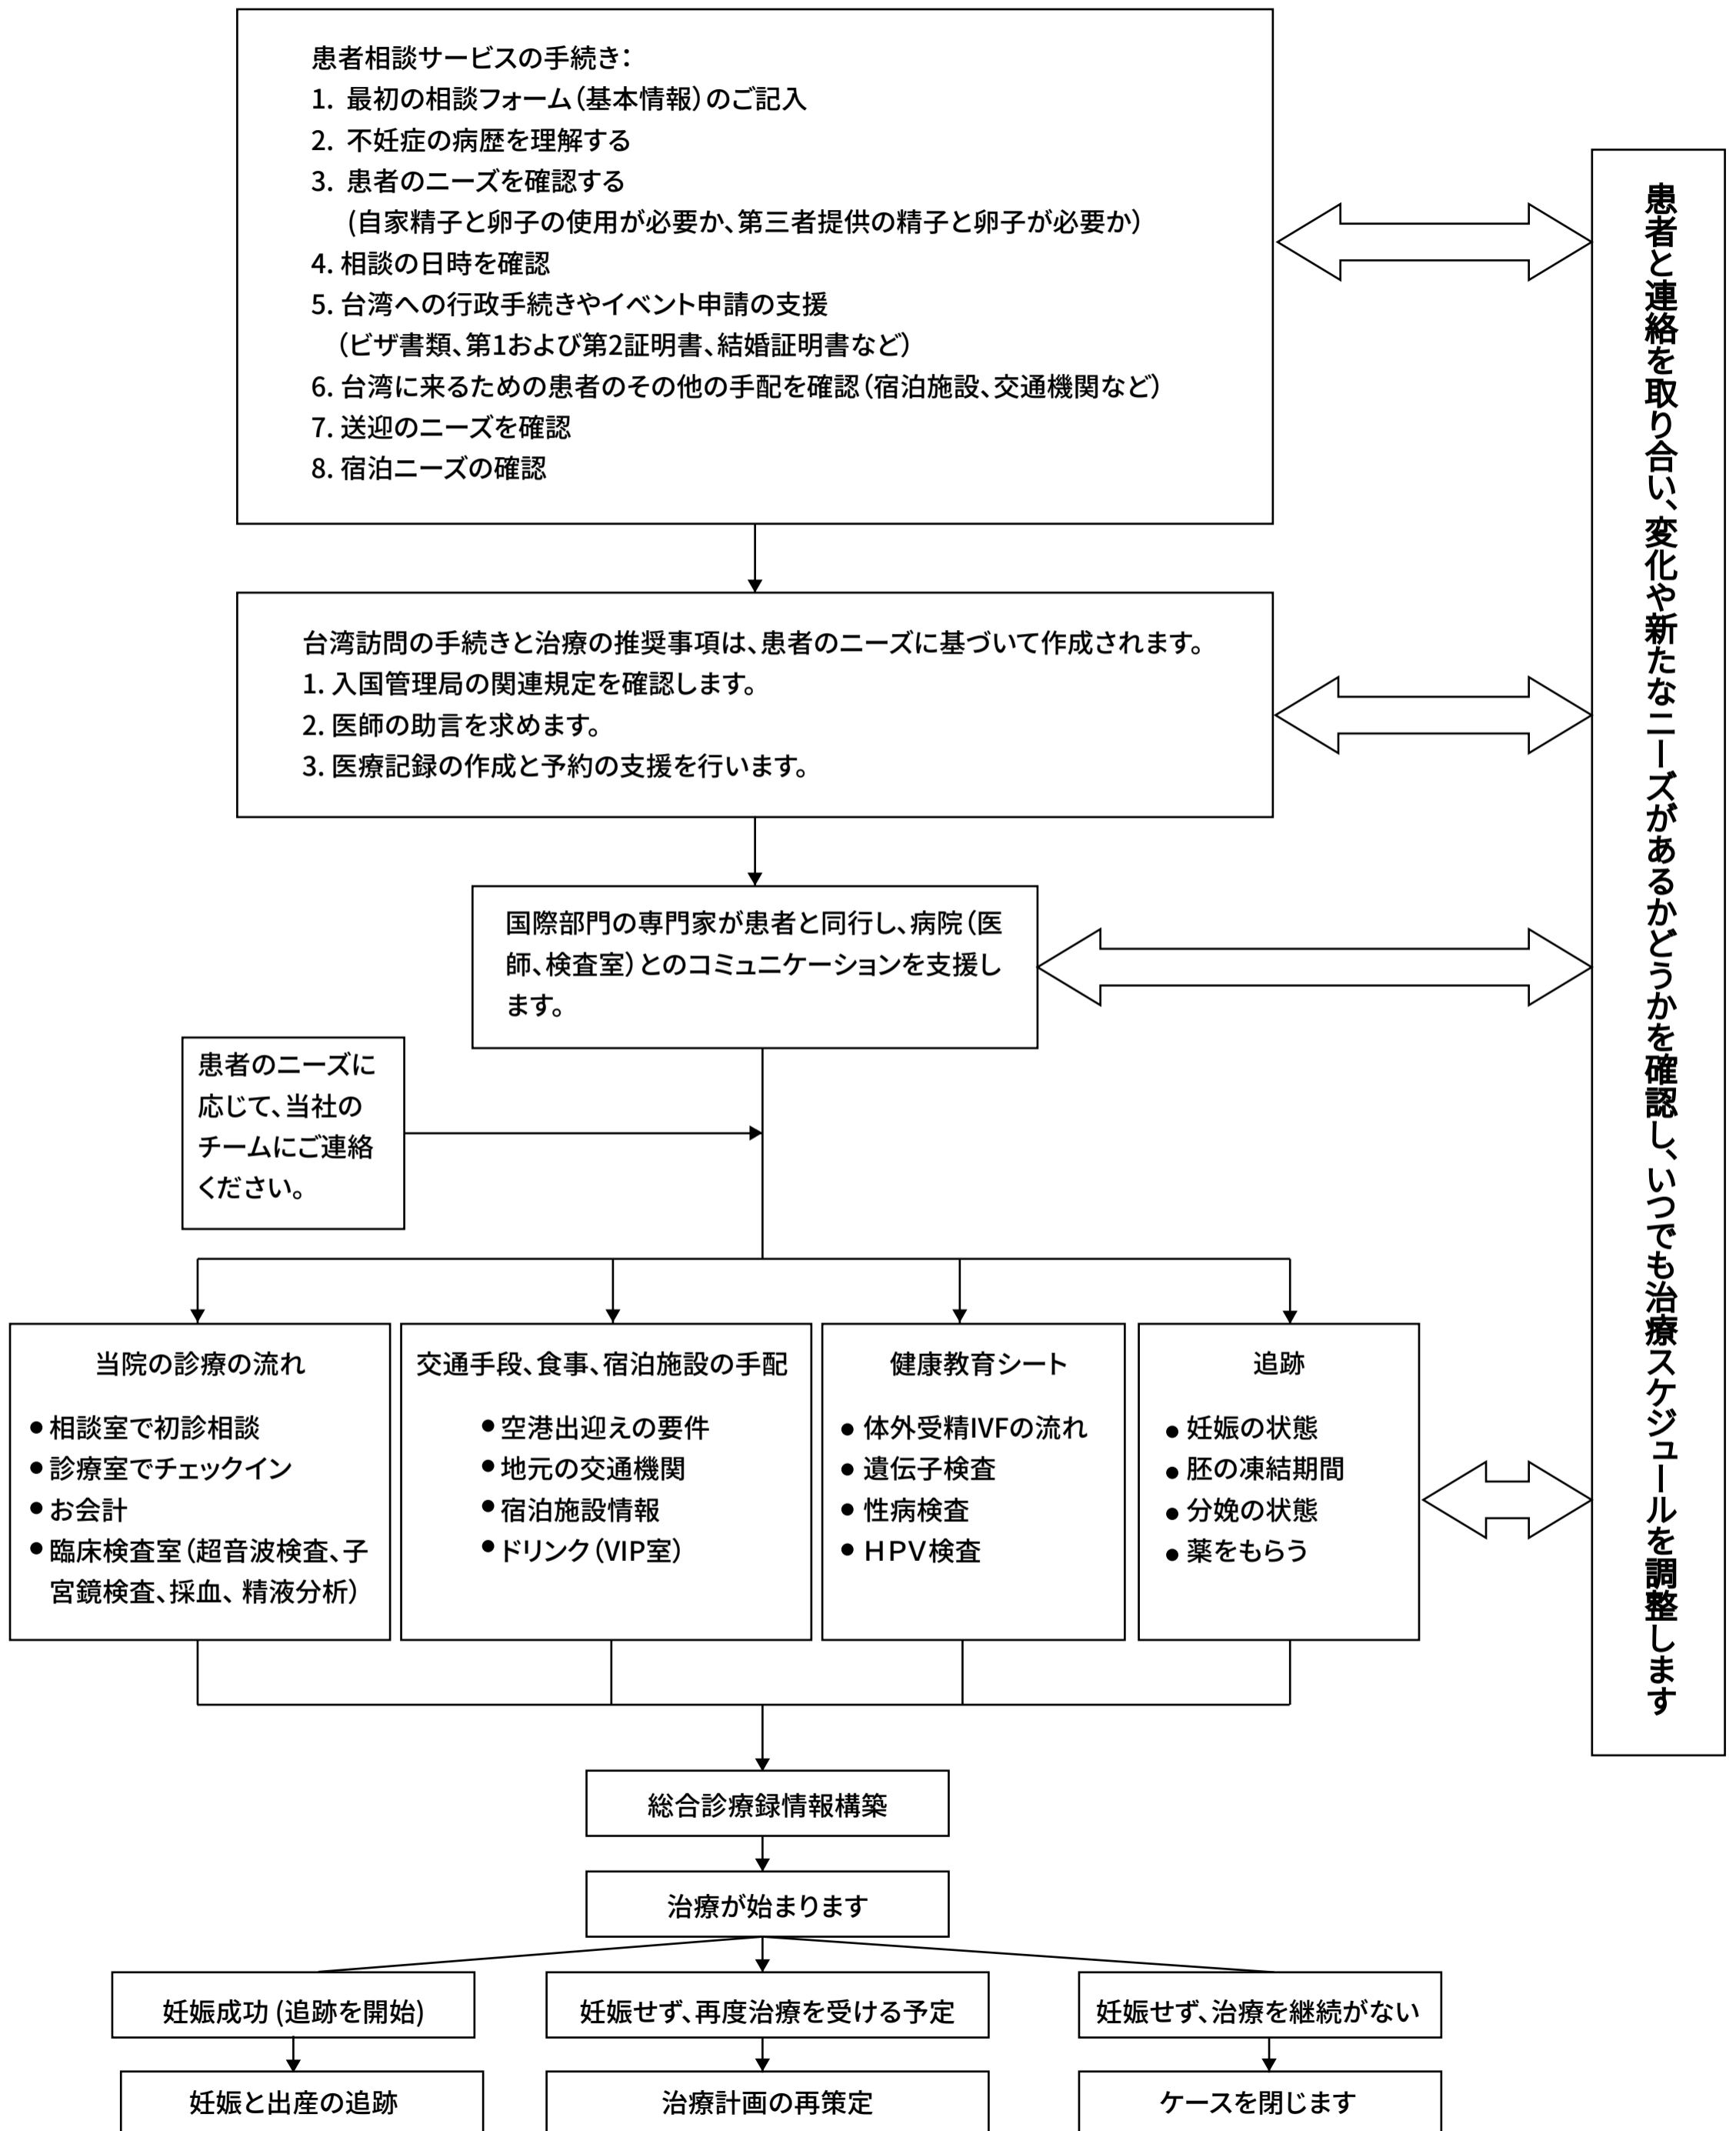 患者相談サービスの手続き：
1. 最初の相談フォーム（基本情報）のご記入
2. 不妊症の病歴を理解する
3. 患者のニーズを確認する
(自家精子と卵子の使用が必要か、第三者提供の精子と卵子が必要か）
4. 相談の日時を確認
5. 台湾への行政手続きやイベント申請の支援
（ビザ書類、第1および第2証明書、結婚証明書など）
6. 台湾に来るための患者のその他の手配を確認（宿泊施設、交通機関など）
7. 送迎のニーズを確認
8. 宿泊ニーズの確認
患者と連絡を取り合い、変化や新たなニーズがあるかどうかを確認し、いつでも治療スケジュールを調整します
台湾訪問の手続きと治療の推奨事項は、患者のニーズに基づいて作成されます。
1. 入国管理局の関連規定を確認します。
2. 医師の助言を求めます。
3. 医療記録の作成と予約の支援を行います。
国際部門の専門家が患者と同行し、病院（医
師、検査室）とのコミュニケーションを支援し
ます。
患者のニーズに
応じて、当社の
チームにご連絡
ください。
当院の診療の流れ
● 相談室で初診相談
● 診療室でチェックイン
● お会計
● 臨床検査室（超音波検査、子
宮鏡検査、採血、精液分析）
交通手段、食事、宿泊施設の手配
● 空港出迎えの要件
● 地元の交通機関
● 宿泊施設情報
● ドリンク（VIP室）
健康教育シート
● 体外受精IVFの流れ
● 遺伝子検査
● 性病検査
● ＨＰＶ検査
追跡
● 妊娠の状態
● 胚の凍結期間
● 分娩の状態
● 薬をもらう
総合診療録情報構築
治療が始まります
妊娠成功 (追跡を開始)
妊娠せず、再度治療を受ける予定
妊娠せず、治療を継続がない
妊娠と出産の追跡
治療計画の再策定
ケースを閉じます